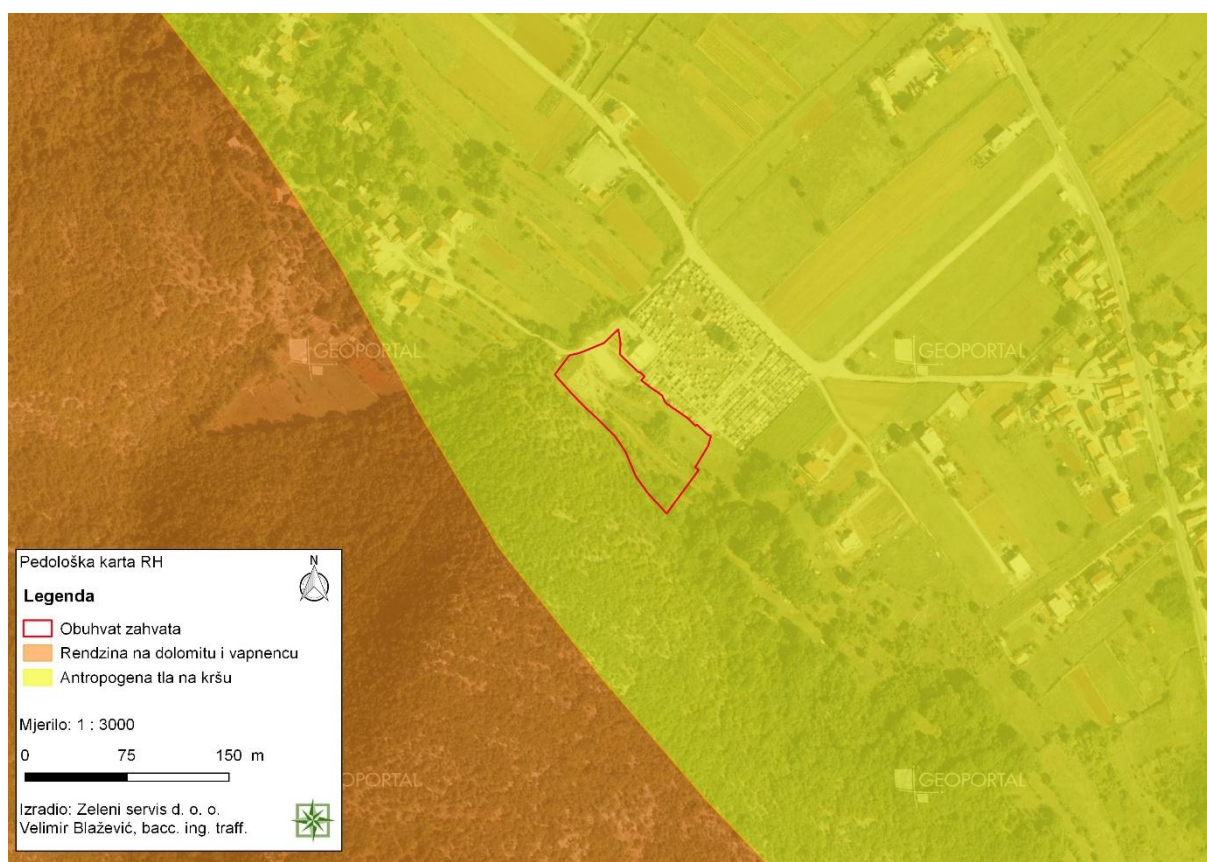 GEOPORTAL
GEOPORTAL
Pedološka karta RH
N
Legenda
Obuhvat zahvata
Rendzina na dolomitu i vapnencu
Antropogena tla na kršu
Mjerilo: 1 : 3000
0 75 150 m
Izradio: Zeleni servis d. o. o.
Velimir Blažević, bacc. ing. traff.
EOPORTAL
GEOPORTAL